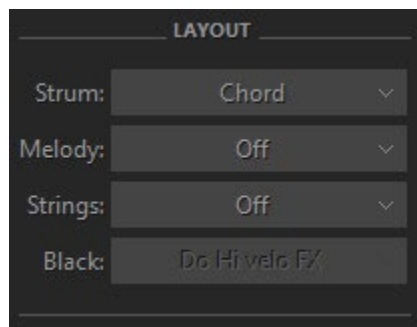 LAYOUT
Strum: Chord
Melody: Off
Strings: Off
Black: Do Hi velo FX